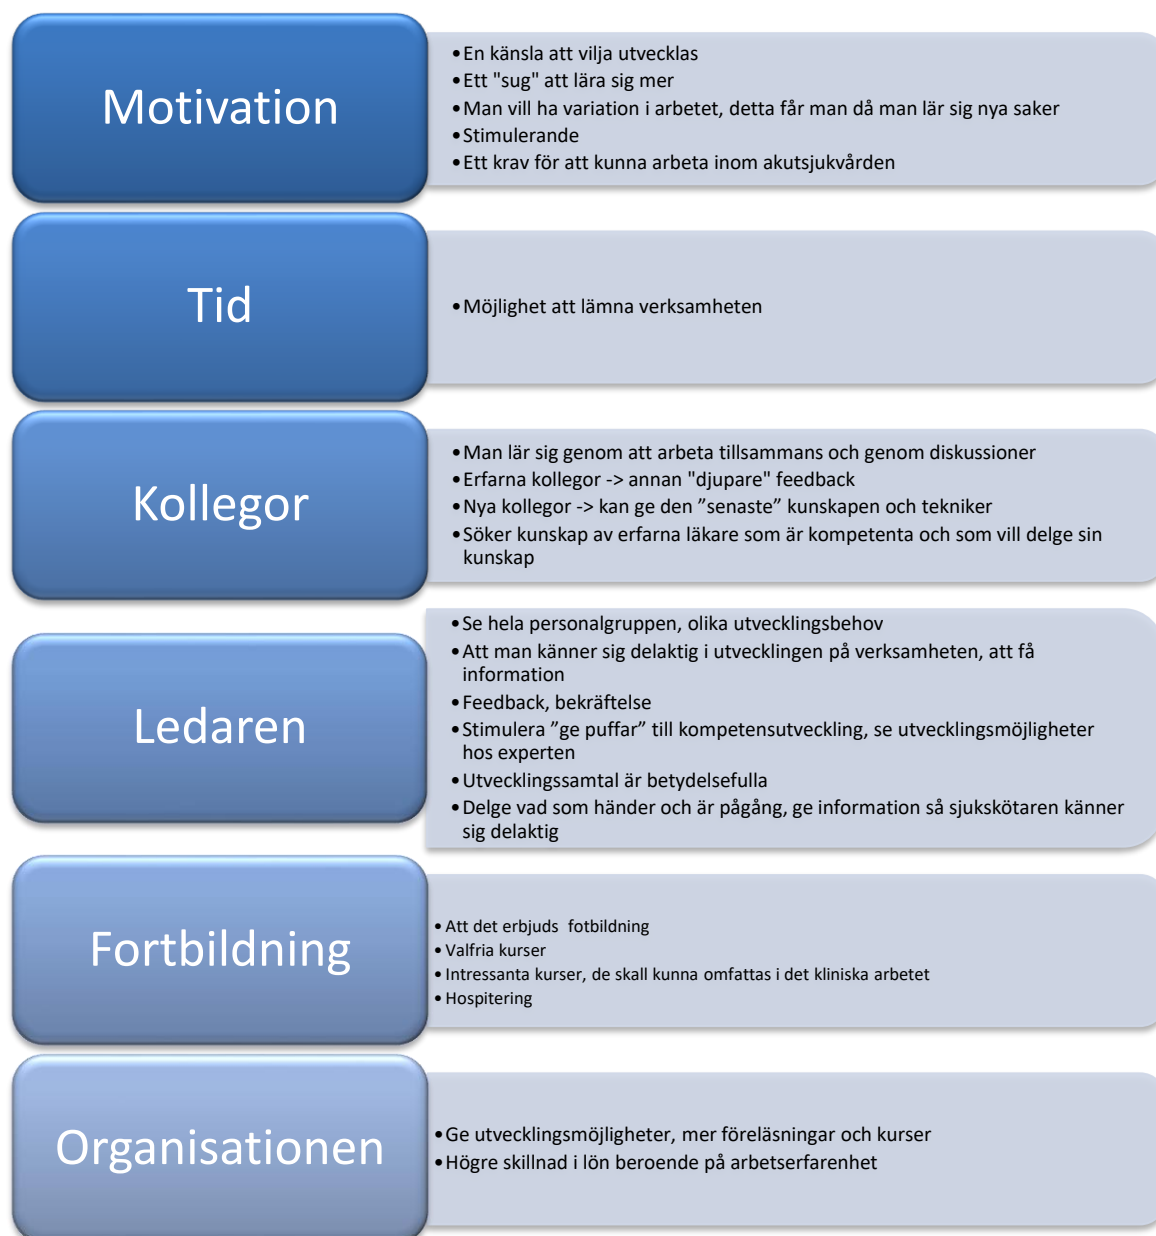 Motivation
•En känsla att vilja utvecklas
•Ett "sug" att lära sig mer
•Man vill ha variation i arbetet, detta får man då man lär sig nya saker
•Stimulerande
•Ett krav för att kunna arbeta inom akutsjukvården
Tid
•Möjlighet att lämna verksamheten
Kollegor
•Man lär sig genom att arbeta tillsammans och genom diskussioner
•Erfarna kollegor -> annan "djupare" feedback
•Nya kollegor -> kan ge den ”senaste” kunskapen och tekniker
•Söker kunskap av erfarna läkare som är kompetenta och som vill delge sin
kunskap
Ledaren
•Se hela personalgruppen, olika utvecklingsbehov
•Att man känner sig delaktig i utvecklingen på verksamheten, att få
information
•Feedback, bekräftelse
•Stimulera ”ge puffar” till kompetensutveckling, se utvecklingsmöjligheter
hos experten
•Utvecklingssamtal är betydelsefulla
•Delge vad som händer och är pågång, ge information så sjukskötaren känner
sig delaktig
Fortbildning
•Att det erbjuds  fotbildning
•Valfria kurser
•Intressanta kurser, de skall kunna omfattas i det kliniska arbetet
•Hospitering
Organisationen
•Ge utvecklingsmöjligheter, mer föreläsningar och kurser
•Högre skillnad i lön beroende på arbetserfarenhet